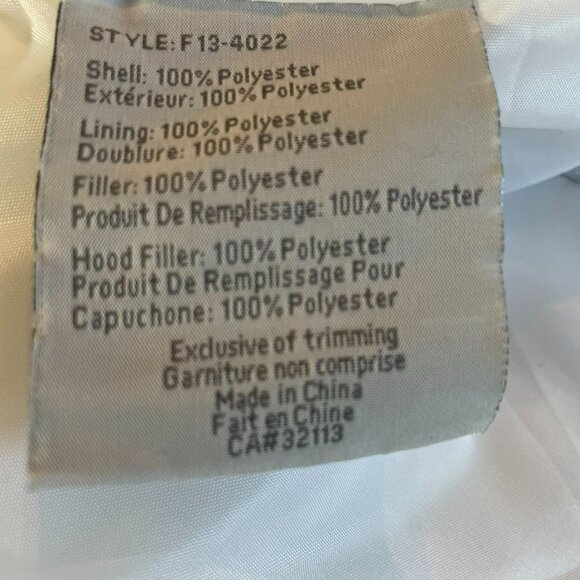 STYLE: F13-4022
Shell: 100% Polyester
Extérieur: 100% Polyester
Lining: 100% Polyester
Doublure: 100% Polyester
Filler: 100% Polyester
Produit De Remplissage: 100% Polyester
Hood Filler: 100% Polyester
Produit De Remplissage Pour
Capuchone: 100% Polyester
Exclusive of trimming
Garniture non comprise
Made in China
Fait en Chine
CA#32113